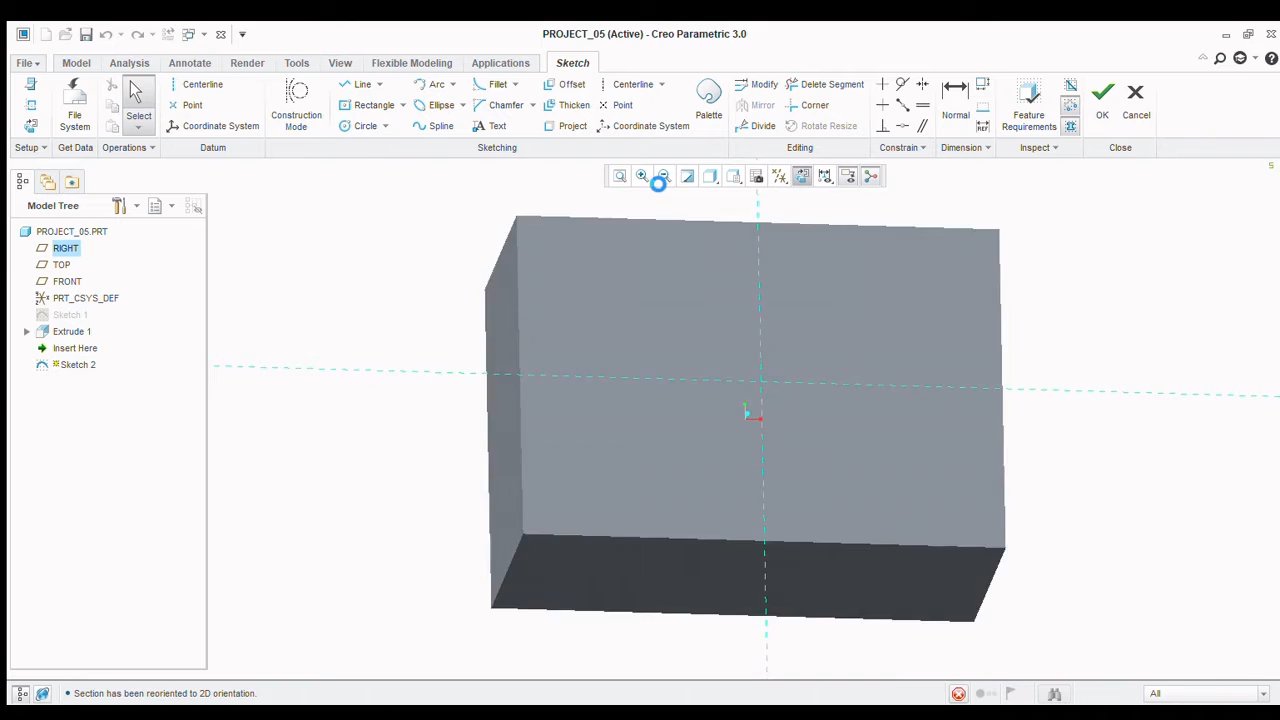 PROJECT_05 (Active) - Creo Parametric 3.0
File Model Analysis Annotate Render Tools View Flexible Modeling Applications Sketch
Centerline Line Arc Fillet Offset Centerline Modify Delete Segment
Point Rectangle Ellipse Chamfer Thicken Point Mirror Corner
Coordinate System Circle Spline Text Project Coordinate System Divide Rotate Resize
File System Select Construction Mode Palette Normal Feature Requirements OK Cancel
Setup Get Data Operations Datum Sketching Editing Constrain Dimension Inspect Close
S
Model Tree
PROJECT_05.PRT
RIGHT
TOP
FRONT
PRT_CSYS_DEF
Sketch 1
Extrude 1
Insert Here
Sketch 2
• Section has been reoriented to 2D orientation.
All